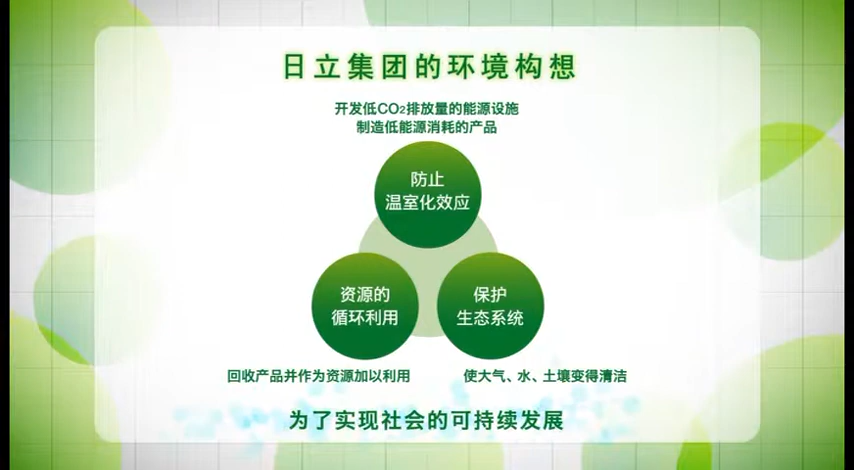 日立集团的环境构想
开发低CO₂排放量的能源设施
制造低能源消耗的产品
防止
温室化效应
资源的
循环利用
保护
生态系统
回收产品并作为资源加以利用
使大气、水、土壤变得清洁
为了实现社会的可持续发展